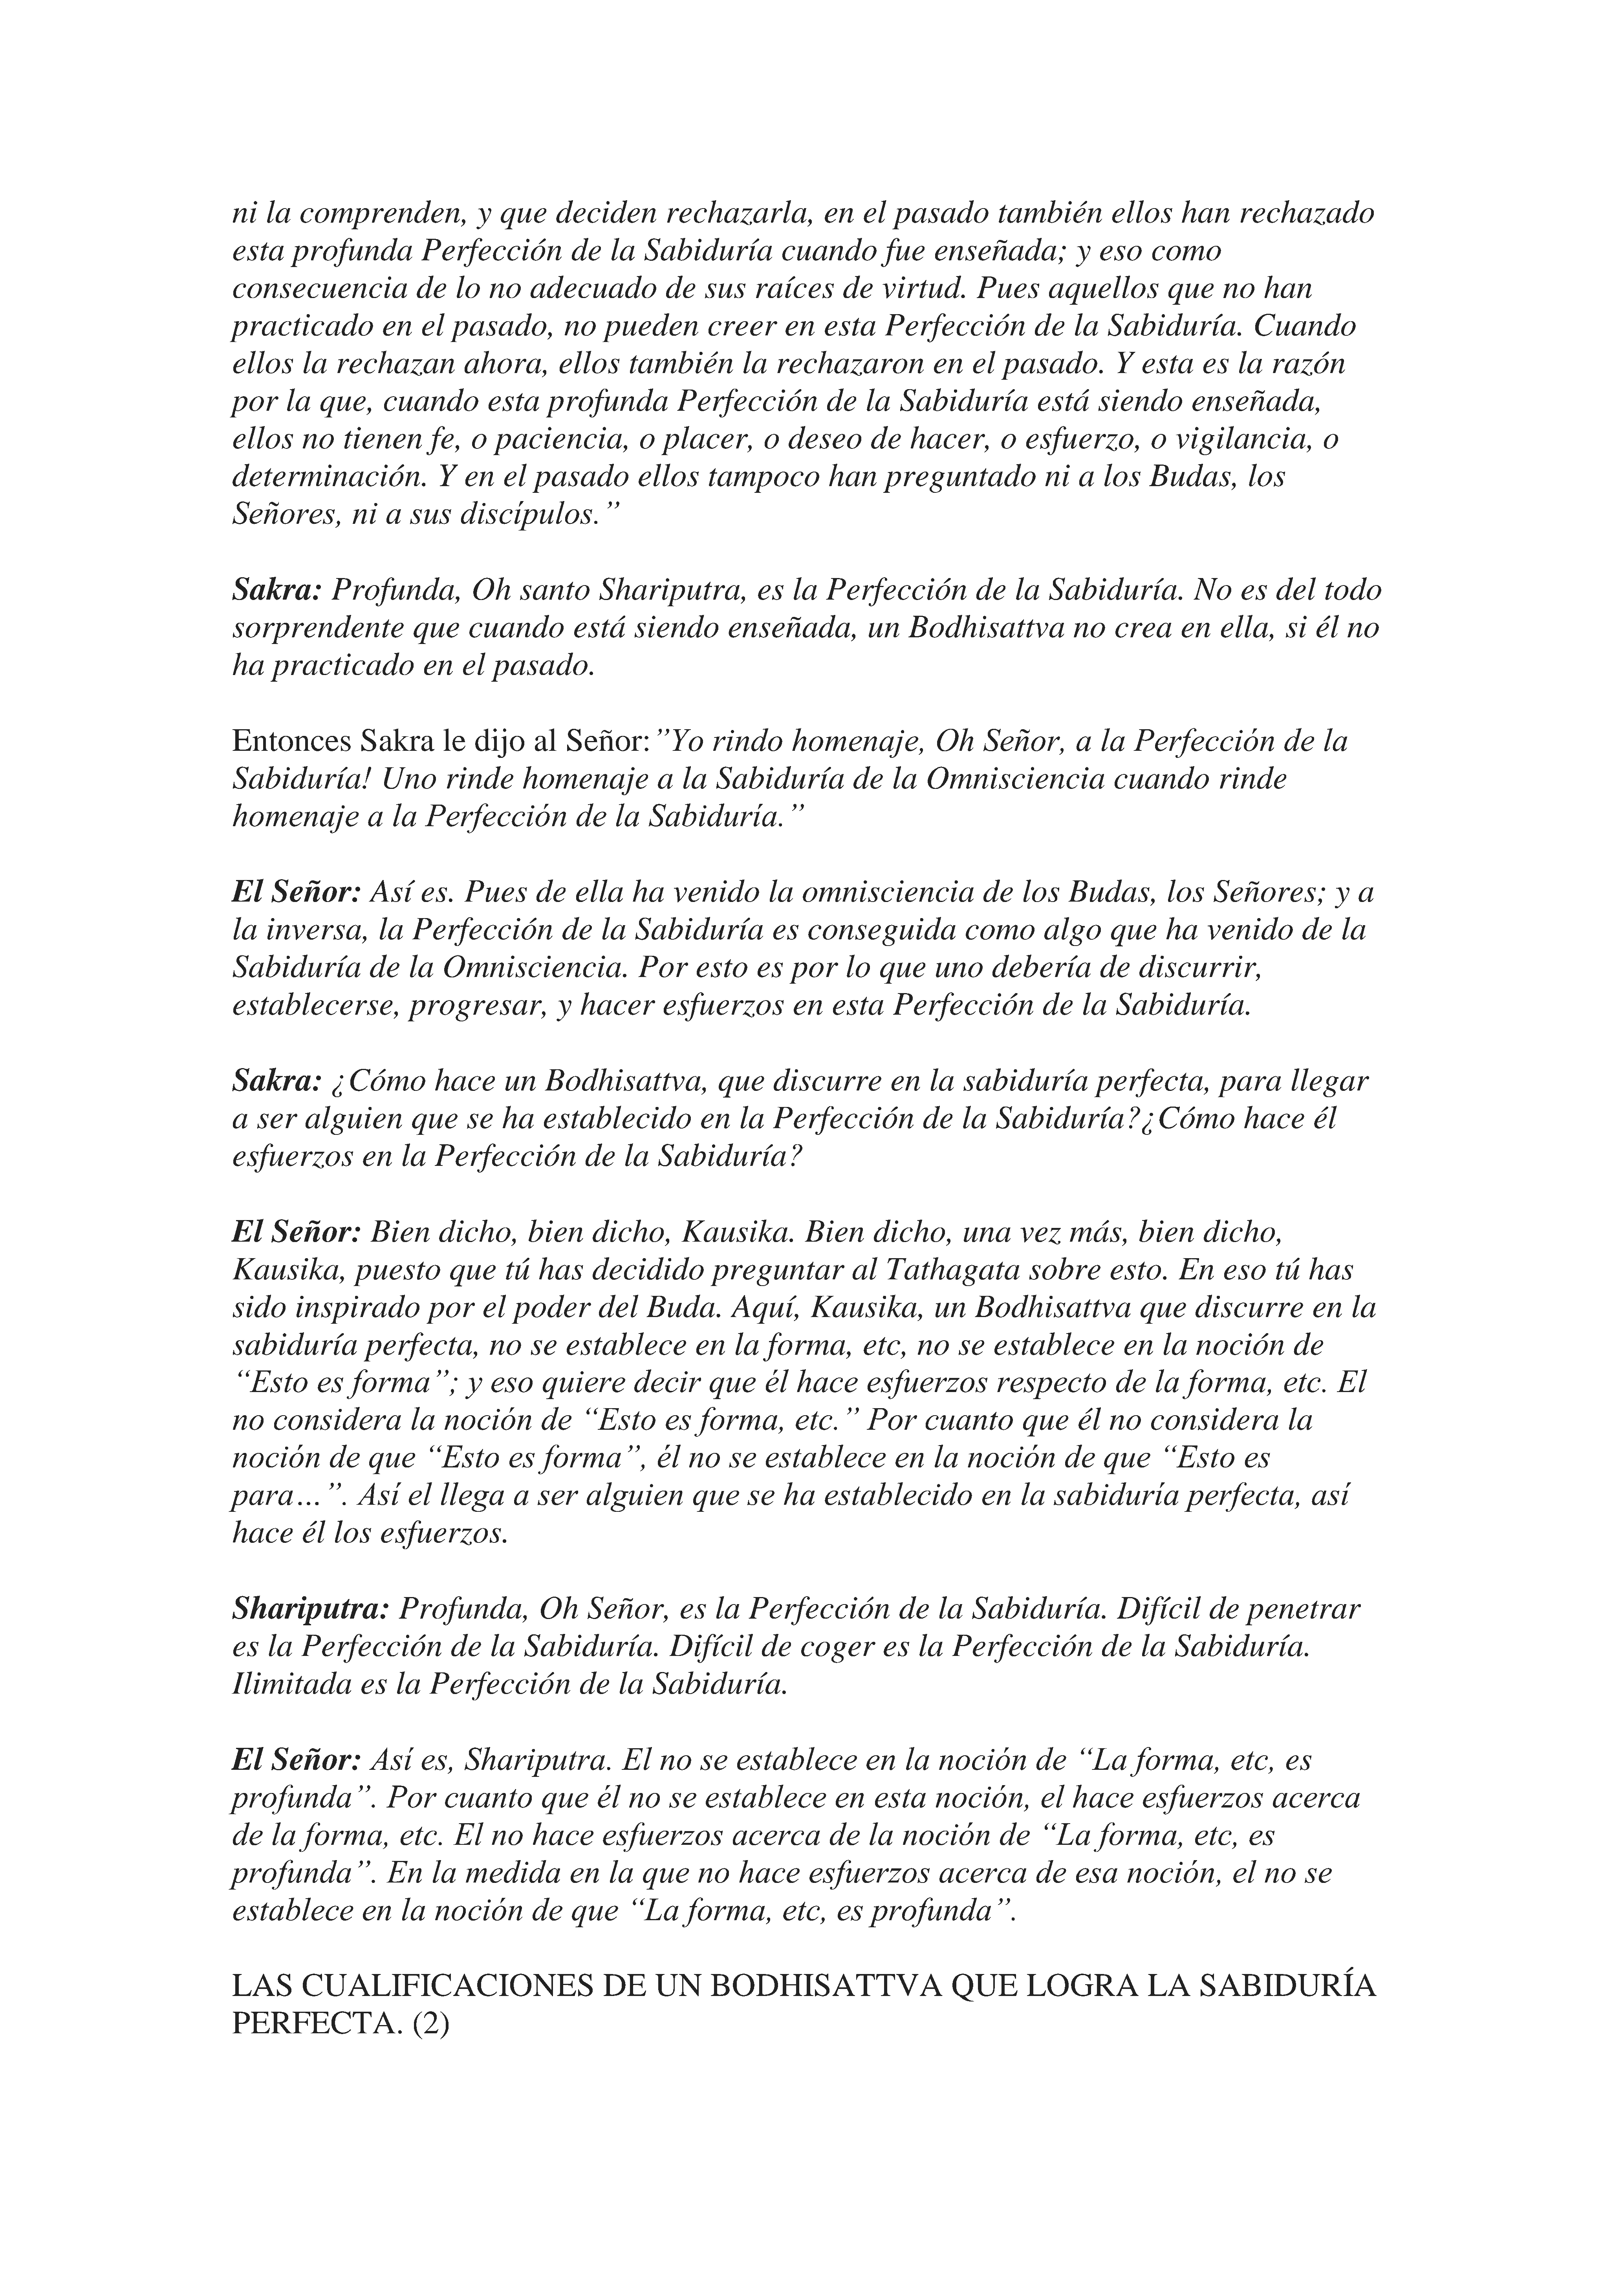 ni la comprenden, y que deciden rechazarla, en el pasado también ellos han rechazado
esta profunda Perfección de la Sabiduría cuando fue enseñada; y eso como
consecuencia de lo no adecuado de sus raíces de virtud. Pues aquellos que no han
practicado en el pasado, no pueden creer en esta Perfección de la Sabiduría. Cuando
ellos la rechazan ahora, ellos también la rechazaron en el pasado. Y esta es la razón
por la que, cuando esta profunda Perfección de la Sabiduría está siendo enseñada,
ellos no tienen fe, o paciencia, o placer, o deseo de hacer, o esfuerzo, o vigilancia, o
determinación. Y en el pasado ellos tampoco han preguntado ni a los Budas, los
Señores, ni a sus discípulos.”
Sakra: Profunda, Oh santo Shariputra, es la Perfección de la Sabiduría. No es del todo
sorprendente que cuando está siendo enseñada, un Bodhisattva no crea en ella, si él no
ha practicado en el pasado.
Entonces Sakra le dijo al Señor:”Yo rindo homenaje, Oh Señor, a la Perfección de la
Sabiduría! Uno rinde homenaje a la Sabiduría de la Omnisciencia cuando rinde
homenaje a la Perfección de la Sabiduría.”
El Señor: Así es. Pues de ella ha venido la omnisciencia de los Budas, los Señores; y a
la inversa, la Perfección de la Sabiduría es conseguida como algo que ha venido de la
Sabiduría de la Omnisciencia. Por esto es por lo que uno debería de discurrir,
establecerse, progresar, y hacer esfuerzos en esta Perfección de la Sabiduría.
Sakra: ¿Cómo hace un Bodhisattva, que discurre en la sabiduría perfecta, para llegar
a ser alguien que se ha establecido en la Perfección de la Sabiduría?¿Cómo hace él
esfuerzos en la Perfección de la Sabiduría?
El Señor: Bien dicho, bien dicho, Kausika. Bien dicho, una vez más, bien dicho,
Kausika, puesto que tú has decidido preguntar al Tathagata sobre esto. En eso tú has
sido inspirado por el poder del Buda. Aquí, Kausika, un Bodhisattva que discurre en la
sabiduría perfecta, no se establece en la forma, etc, no se establece en la noción de
“Esto es forma”; y eso quiere decir que él hace esfuerzos respecto de la forma, etc. El
no considera la noción de “Esto es forma, etc.” Por cuanto que él no considera la
noción de que “Esto es forma”, él no se establece en la noción de que “Esto es
para…”. Así el llega a ser alguien que se ha establecido en la sabiduría perfecta, así
hace él los esfuerzos.
Shariputra: Profunda, Oh Señor, es la Perfección de la Sabiduría. Difícil de penetrar
es la Perfección de la Sabiduría. Difícil de coger es la Perfección de la Sabiduría.
Ilimitada es la Perfección de la Sabiduría.
El Señor: Así es, Shariputra. El no se establece en la noción de “La forma, etc, es
profunda”. Por cuanto que él no se establece en esta noción, el hace esfuerzos acerca
de la forma, etc. El no hace esfuerzos acerca de la noción de “La forma, etc, es
profunda”. En la medida en la que no hace esfuerzos acerca de esa noción, el no se
establece en la noción de que “La forma, etc, es profunda”.
LAS CUALIFICACIONES DE UN BODHISATTVA QUE LOGRA LA SABIDURÍA
PERFECTA. (2)